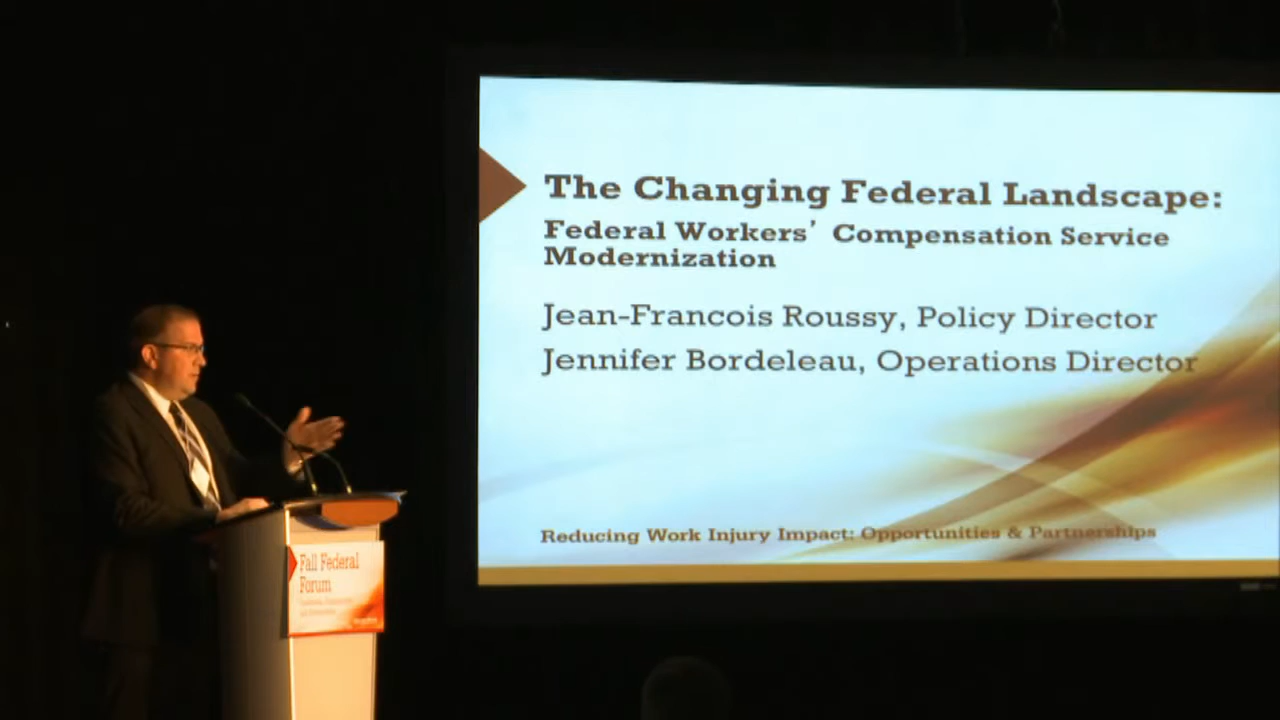 The Changing Federal Landscape:
Federal Workers’ Compensation Service
Modernization
Jean-Francois Roussy, Policy Director
Jennifer Bordeleau, Operations Director
Reducing Work Injury Impact: Opportunities & Partnerships
Fall Federal
Forum